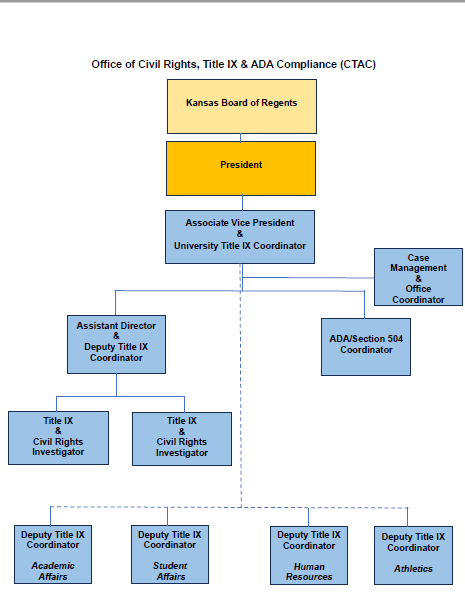 Office of Civil Rights, Title IX & ADA Compliance (CTAC)
Kansas Board of Regents
President
Associate Vice President
&
University Title IX Coordinator
Case
Management
&
Office
Coordinator
Assistant Director
&
Deputy Title IX
Coordinator
ADA/Section 504
Coordinator
Title IX
&
Civil Rights
Investigator
Title IX
&
Civil Rights
Investigator
Deputy Title IX
Coordinator
Academic
Affairs
Deputy Title IX
Coordinator
Student
Affairs
Deputy Title IX
Coordinator
Human
Resources
Deputy Title IX
Coordinator
Athletics